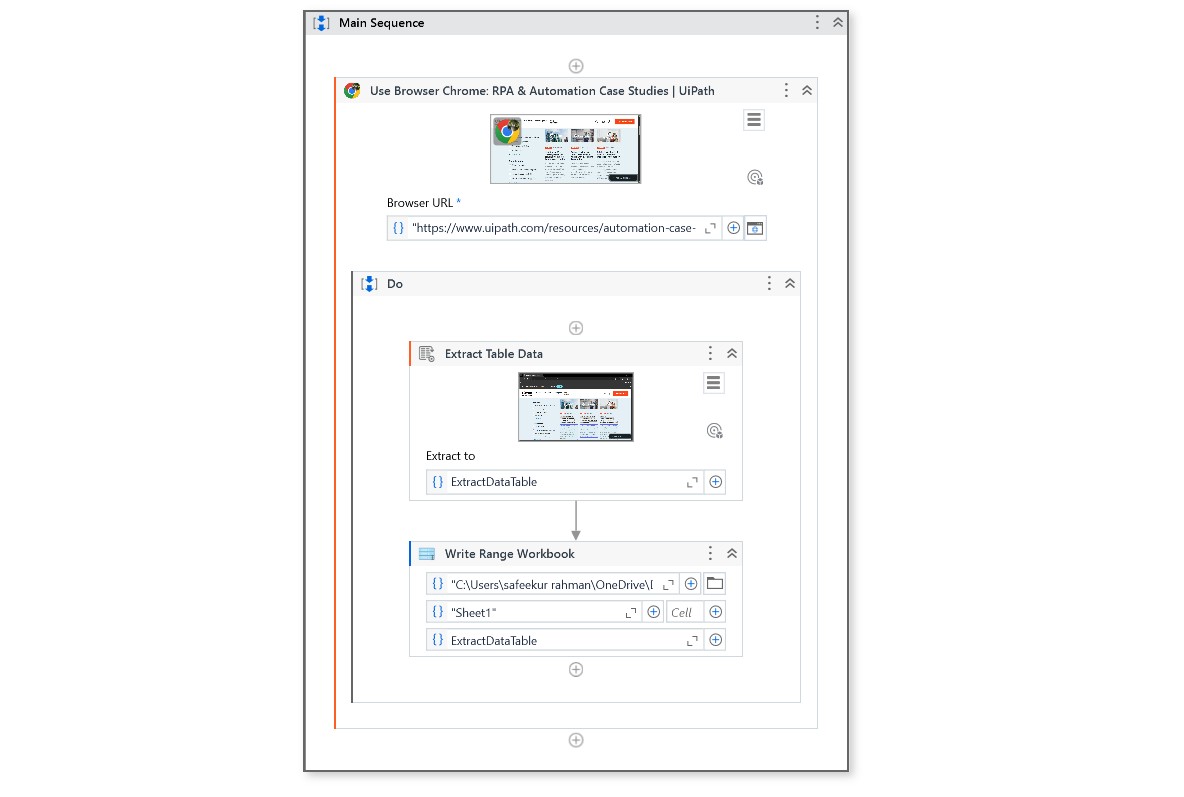 Main Sequence
Use Browser Chrome: RPA & Automation Case Studies | UiPath
Browser URL *
"https://www.uipath.com/resources/automation-case-
Do
Extract Table Data
Extract to
ExtractDataTable
Write Range Workbook
"C:\Users\safeekur rahman\OneDrive\[
"Sheet1" Cell
ExtractDataTable